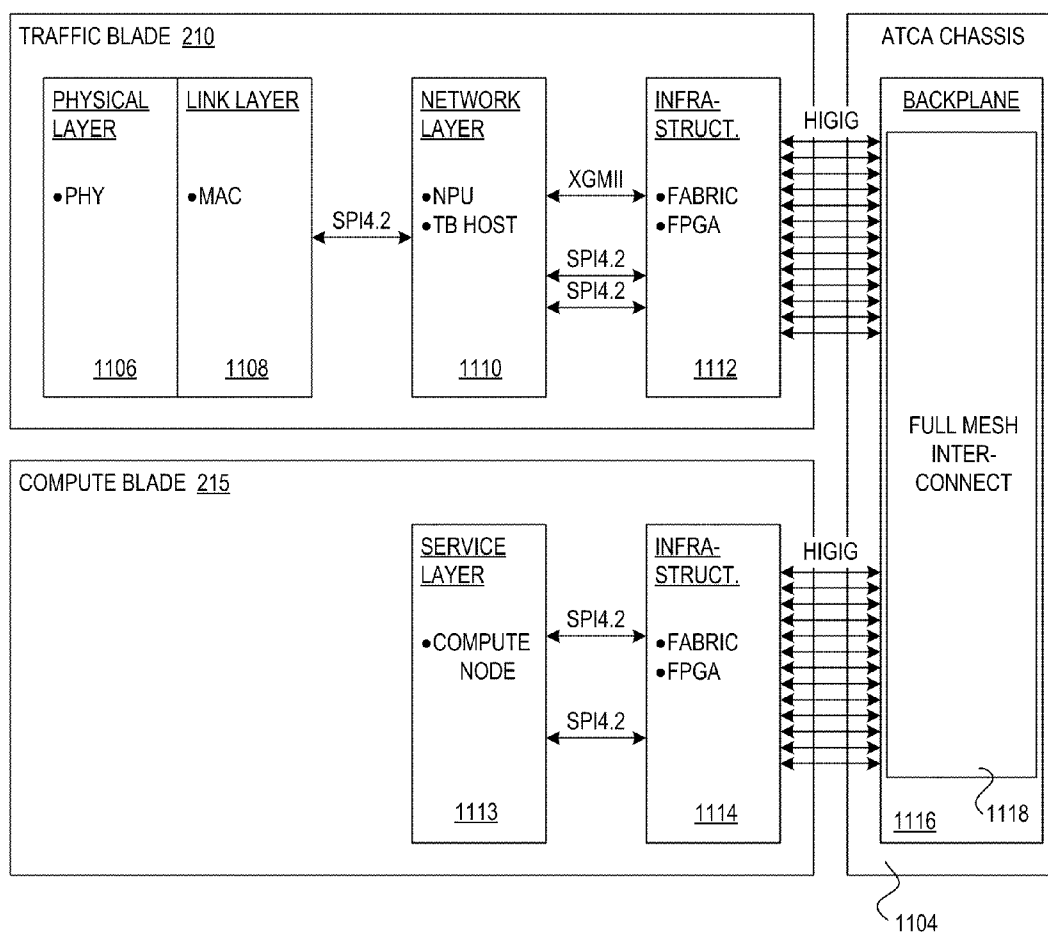 TRAFFIC BLADE 210
PHYSICAL
LAYER
●PHY
1106
LINK LAYER
●MAC
1108
SPI4.2
NETWORK
LAYER
●NPU
●TB HOST
1110
XGMII
SPI4.2
SPI4.2
INFRA-
STRUCT.
●FABRIC
●FPGA
1112
HIGIG
ATCA CHASSIS
BACKPLANE
FULL MESH
INTER-
CONNECT
COMPUTE BLADE 215
SERVICE
LAYER
●COMPUTE
NODE
1113
SPI4.2
SPI4.2
INFRA-
STRUCT.
●FABRIC
●FPGA
1114
HIGIG
1116
1118
1104